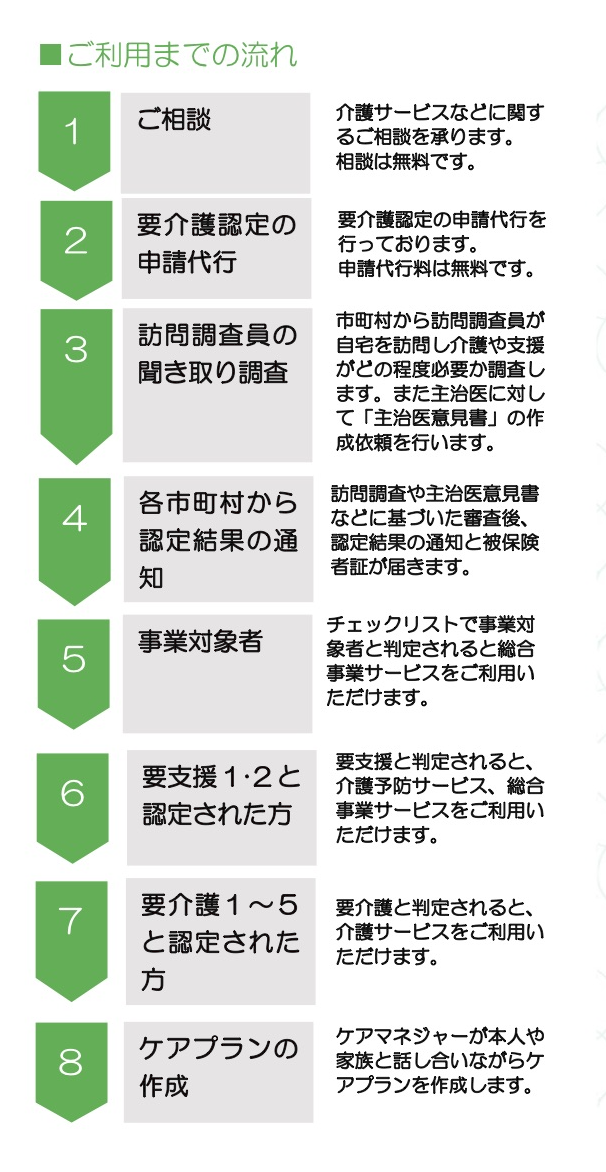 ■ご利用までの流れ
1
ご相談
介護サービスなどに関す
るご相談を承ります。
相談は無料です。
2
要介護認定の
申請代行
要介護認定の申請代行を
行っております。
申請代行料は無料です。
3
訪問調査員の
聞き取り調査
市町村から訪問調査員が
自宅を訪問し介護や支援
がどの程度必要か調査し
ます。また主治医に対し
て「主治医意見書」の作
成依頼を行います。
4
各市町村から
認定結果の通
知
訪問調査や主治医意見書
などに基づいた審査後、
認定結果の通知と被保険
者証が届きます。
5
事業対象者
チェックリストで事業対
象者と判定されると総合
事業サービスをご利用い
ただけます。
6
要支援１･２と
認定された方
要支援と判定されると、
介護予防サービス、総合
事業サービスをご利用い
ただけます。
7
要介護１～５
と認定された
方
要介護と判定されると、
介護サービスをご利用い
ただけます。
8
ケアプランの
作成
ケアマネジャーが本人や
家族と話し合いながらケ
アプランを作成します。